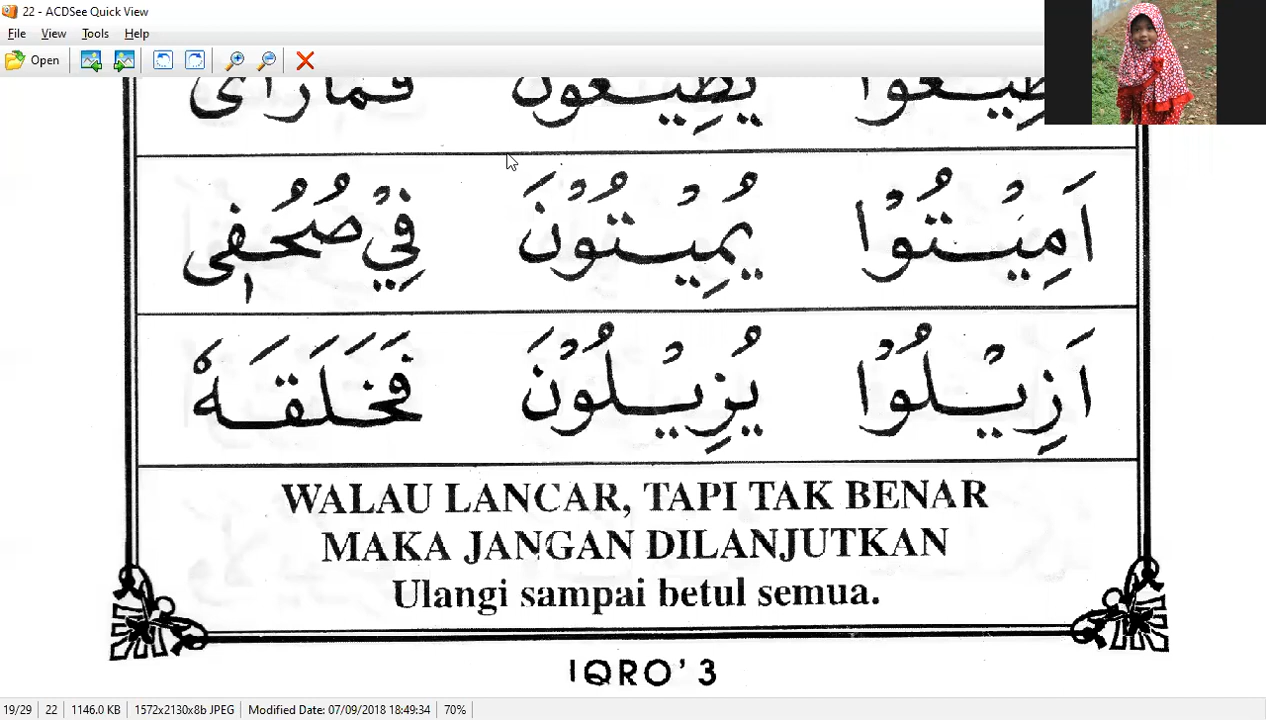 22 - ACDSee Quick View
File View Tools Help
Open
اَمِيْتُوْا يُمِيْتُوْنَ فِيْ صُحُفِى
اَزِيْلُوْا يُزِيْلُوْنَ فَخَلَقَهٗ
WALAU LANCAR, TAPI TAK BENAR
MAKA JANGAN DILANJUTKAN
Ulangi sampai betul semua.
IQRO' 3
19/29 22 1146.0 KB 1572x2130x8b JPEG Modified Date: 07/09/2018 18:49:34 70%